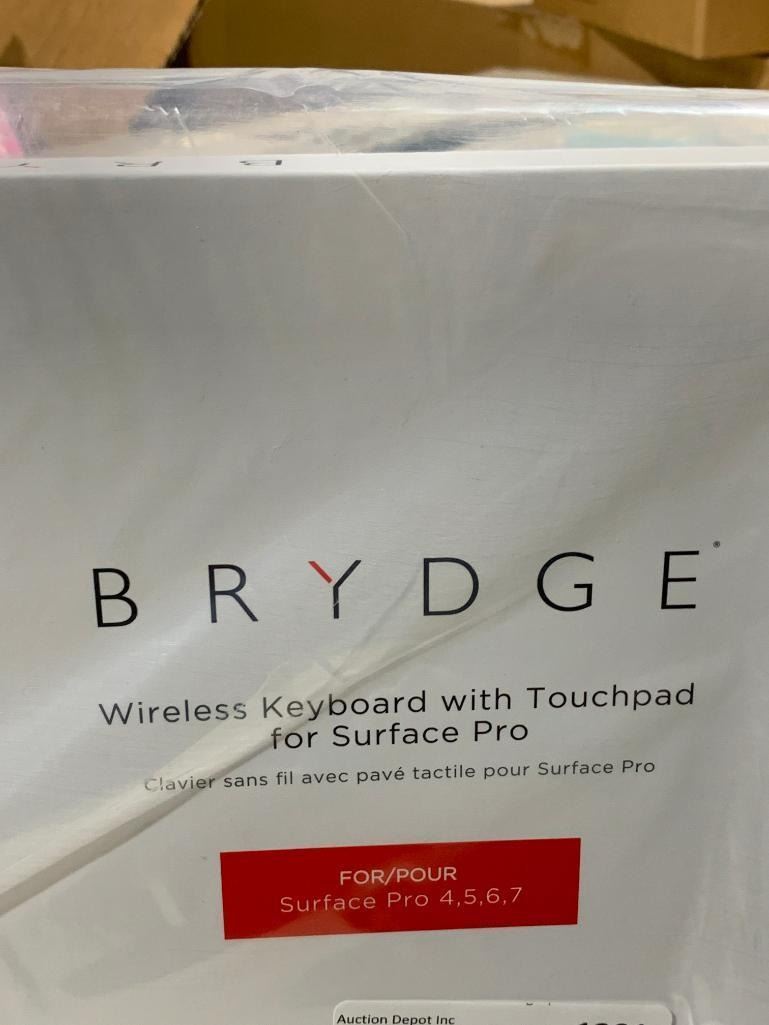 BRYDGE®
Wireless Keyboard with Touchpad
for Surface Pro
Clavier sans fil avec pavé tactile pour Surface Pro
FOR/POUR
Surface Pro 4,5,6,7
Auction Depot Inc